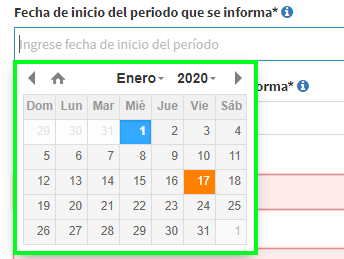 Fecha de inicio del periodo que se informa*
Ingrese fecha de inicio del período
Enero 2020
orma*
Dom Lun Mar Mié Jue Vie Sáb
29 30 31 1 2 3 4
5 6 7 8 9 10 11
12 13 14 15 16 17 18
19 20 21 22 23 24 25
26 27 28 29 30 31 1